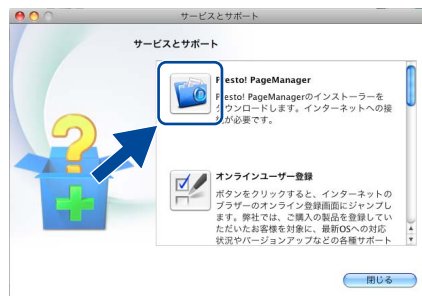 サービスとサポート
サービスとサポート
Presto! PageManager
Presto! PageManagerのインストーラーを
ダウンロードします。インターネットへの接
が必要です。
オンラインユーザー登録
ボタンをクリックすると、インターネットの
ブラウザーのオンライン登録画面にジャンプし
ます。弊社では、ご購入の製品を登録してい
ただいたお客様を対象に、最新OSへの対応
状況やバージョンアップなどの各種サポート
閉じる